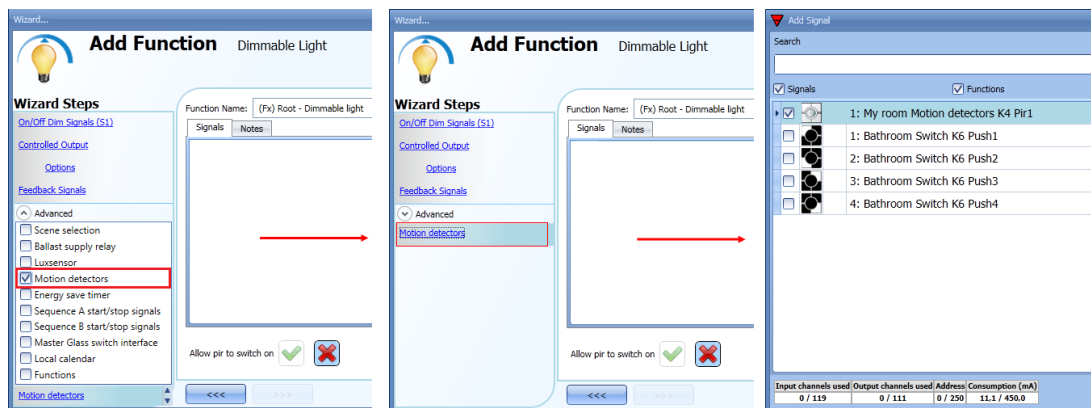 Wizard...
Add Function Dimmable Light
Wizard Steps
On/Off Dim Signals (S1)
Controlled Output
Options
Feedback Signals
Advanced
Scene selection
Ballast supply relay
Luxsensor
Motion detectors
Energy save timer
Sequence A start/stop signals
Sequence B start/stop signals
Master Glass switch interface
Local calendar
Functions
Motion detectors
Function Name: (Fx) Root - Dimmable light
Signals Notes
Allow pir to switch on
<<< >>>
Wizard...
Add Function Dimmable Light
Wizard Steps
On/Off Dim Signals (S1)
Controlled Output
Options
Feedback Signals
Advanced
Motion detectors
Function Name: (Fx) Root - Dimmable light
Signals Notes
Allow pir to switch on
<<< >>>
Add Signal
Search
Signals Functions
1: My room Motion detectors K4 Pir1
1: Bathroom Switch K6 Push1
2: Bathroom Switch K6 Push2
3: Bathroom Switch K6 Push3
4: Bathroom Switch K6 Push4
Input channels used Output channels used Address Consumption (mA)
0 / 119 0 / 111 0 / 250 11.1 / 450.0